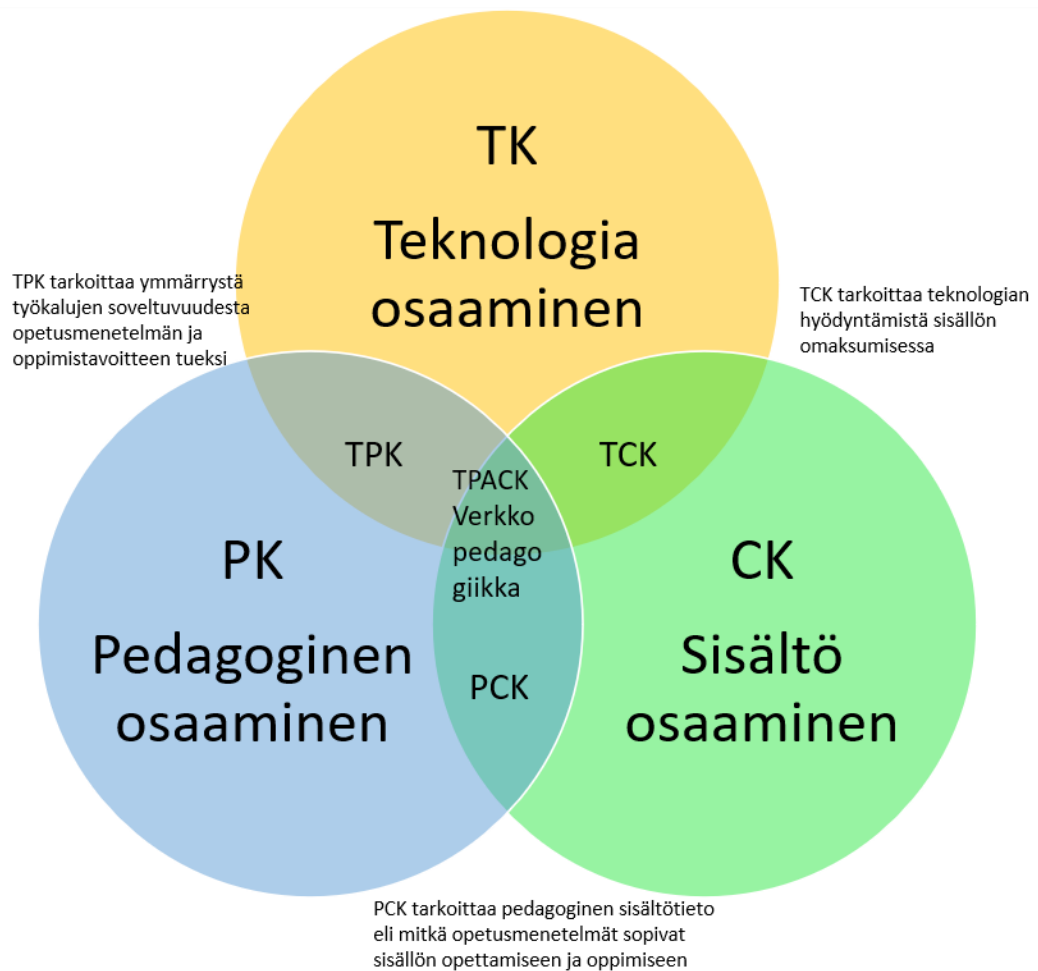 TK
Teknologia
osaaminen
TPK tarkoittaa ymmärrystä
työkalujen soveltuvuudesta
opetusmenetelmän ja
oppimistavoitteen tueksi
TCK tarkoittaa teknologian
hyödyntämistä sisällön
omaksumisessa
TPK
TCK
TPACK
Verkko
pedago
giikka
PK
Pedagoginen
osaaminen
CK
Sisältö
osaaminen
PCK
PCK tarkoittaa pedagoginen sisältötieto
eli mitkä opetusmenetelmät sopivat
sisällön opettamiseen ja oppimiseen